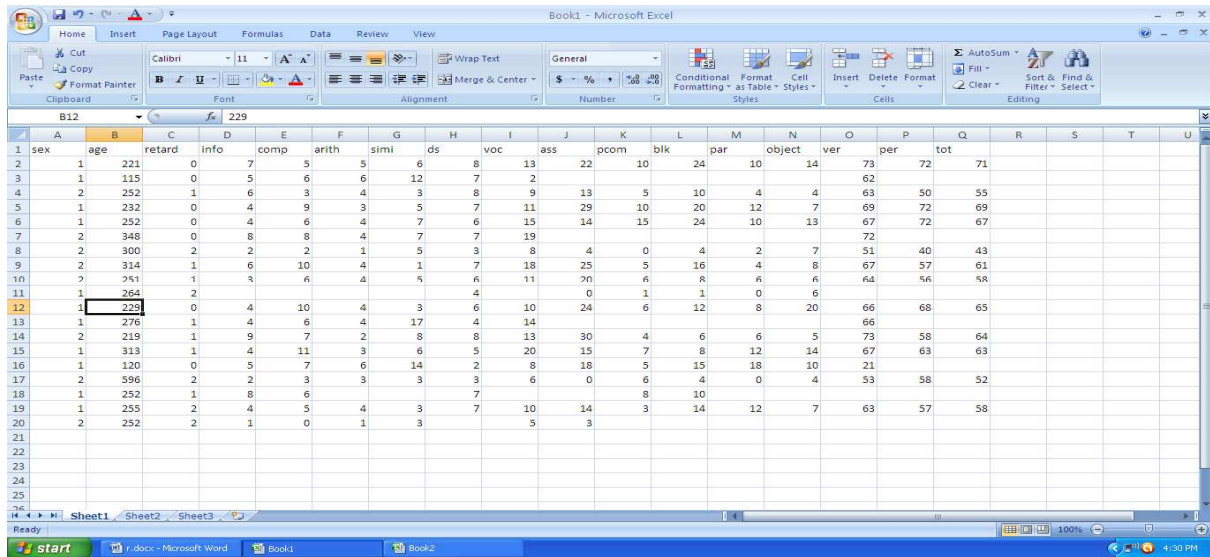 Book1 - Microsoft Excel
Home Insert Page Layout Formulas Data Review View
Paste
Cut
Copy
Format Painter
Clipboard
Calibri 11
B I U
Font
Wrap Text
Merge & Center
Alignment
General
$ % ,
Number
Conditional Formatting
Format as Table
Cell Styles
Styles
Insert Delete Format
Cells
Σ AutoSum
Fill
Clear
Sort & Filter
Find & Select
Editing
B12 fx 229
A B C D E F G H I J K L M N O P Q R S T U
1 sex age retard info comp arith simi ds voc ass pcom blk par object ver per tot
2 1 221 0 7 5 5 6 8 13 22 10 24 10 14 73 72 71
3 1 115 0 5 6 6 12 7 2 62
4 2 252 1 6 3 4 3 8 9 13 5 10 4 4 63 50 55
5 1 232 0 4 9 3 5 7 11 29 10 20 12 7 69 72 69
6 1 252 0 4 6 4 7 6 15 14 15 24 10 13 67 72 67
7 2 348 0 8 8 4 7 7 19 72
8 2 300 2 2 2 1 5 3 8 4 0 4 2 7 51 40 43
9 2 314 1 6 10 4 1 7 18 25 5 16 4 8 67 57 61
10 2 251 1 3 6 4 5 6 11 20 6 8 6 6 64 56 58
11 1 264 2 4 0 1 1 0 6
12 1 229 0 4 10 4 3 6 10 24 6 12 8 20 66 68 65
13 1 276 1 4 6 4 17 4 14 66
14 2 219 1 9 7 2 8 8 13 30 4 6 6 5 73 58 64
15 1 313 1 4 11 3 6 5 20 15 7 8 12 14 67 63 63
16 1 120 0 5 7 6 14 2 8 18 5 15 18 10 21
17 2 596 2 2 3 3 3 3 6 0 6 4 0 4 53 58 52
18 1 252 1 8 6 7 8 10
19 1 255 2 4 5 4 3 7 10 14 3 14 12 7 63 57 58
20 2 252 2 1 0 1 3 5 3
21
22
23
24
25
26
Sheet1 Sheet2 Sheet3
Ready 100%
start r.docx - Microsoft Word Book1 Book2 4:30 PM